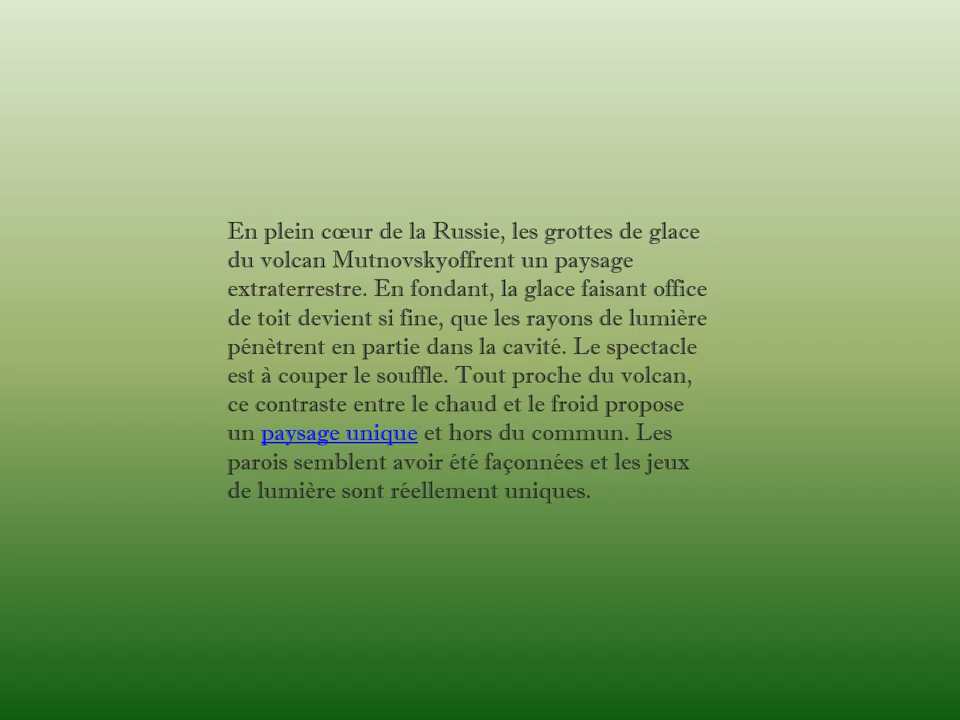 En plein cœur de la Russie, les grottes de glace
du volcan Mutnovskyoffrent un paysage
extraterrestre. En fondant, la glace faisant office
de toit devient si fine, que les rayons de lumière
pénètrent en partie dans la cavité. Le spectacle
est à couper le souffle. Tout proche du volcan,
ce contraste entre le chaud et le froid propose
un paysage unique et hors du commun. Les
parois semblent avoir été façonnées et les jeux
de lumière sont réellement uniques.